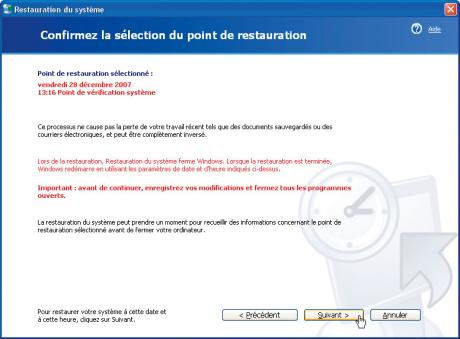 Restauration du système
Confirmez la sélection du point de restauration
Aide
Point de restauration sélectionné :
vendredi 28 décembre 2007
13:16 Point de vérification système
Ce processus ne cause pas la perte de votre travail récent tels que des documents sauvegardés ou des
courriers électroniques, et peut être complètement inversé.
Lors de la restauration, Restauration du système ferme Windows. Lorsque la restauration est terminée,
Windows redémarre en utilisant les paramètres de date et d'heure indiqués ci-dessus.
Important : avant de continuer, enregistrez vos modifications et fermez tous les programmes
ouverts.
La restauration du système peut prendre un moment pour recueillir des informations concernant le point de
restauration sélectionné avant de fermer votre ordinateur.
Pour restaurer votre système à cette date et
à cette heure, cliquez sur Suivant.
< Précédent
Suivant >
Annuler